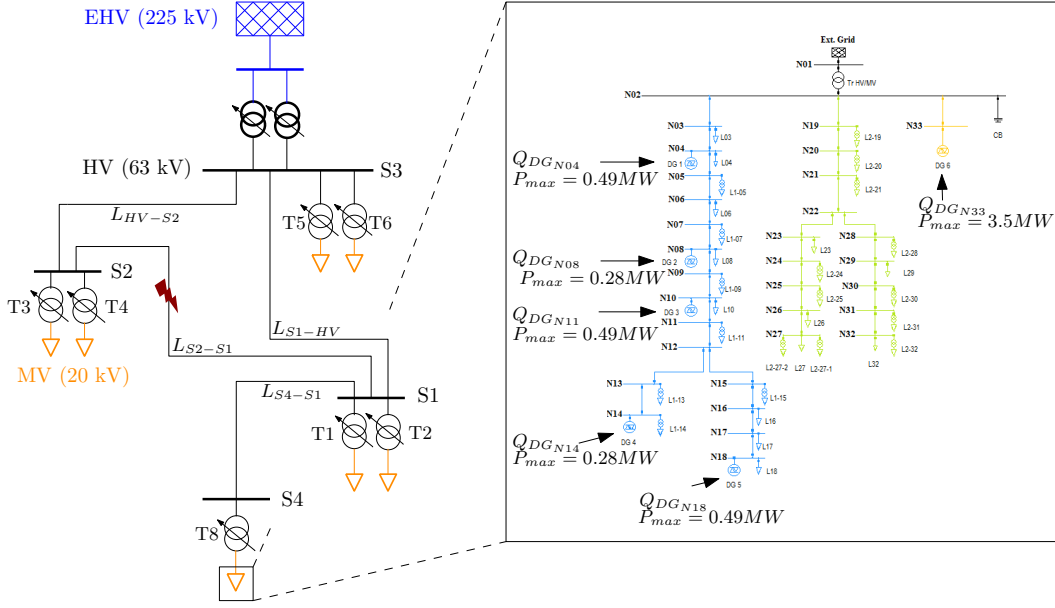 EHV (225 kV)
HV (63 kV)
S3
L_{HV−S2}
T5
T6
S2
T3
T4
L_{S1−HV}
L_{S2−S1}
MV (20 kV)
L_{S4−S1}
S1
T1
T2
S4
T8
Ext. Grid
N01
Tr HV/MV
N02
CB
N03
L03
N04
DG 1
L04
Q_{DG_{N04}}
P_{max} = 0.49MW
N05
L1-05
N06
L06
N07
L1-07
N08
DG 2
L08
Q_{DG_{N08}}
P_{max} = 0.28MW
N09
L1-09
N10
DG 3
L10
Q_{DG_{N11}}
P_{max} = 0.49MW
N11
L1-11
N12
N13
L1-13
N14
DG 4
L1-14
Q_{DG_{N14}}
P_{max} = 0.28MW
N15
L1-15
N16
L16
N17
L17
N18
DG 5
L18
Q_{DG_{N18}}
P_{max} = 0.49MW
N19
L2-19
N20
L2-20
N21
L2-21
N22
N23
L23
N24
L2-24
N25
L2-25
N26
L26
N27
L2-27-2
L27
L2-27-1
N28
L2-28
N29
L29
N30
L2-30
N31
L2-31
N32
L2-32
L32
N33
DG 6
Q_{DG_{N33}}
P_{max} = 3.5MW